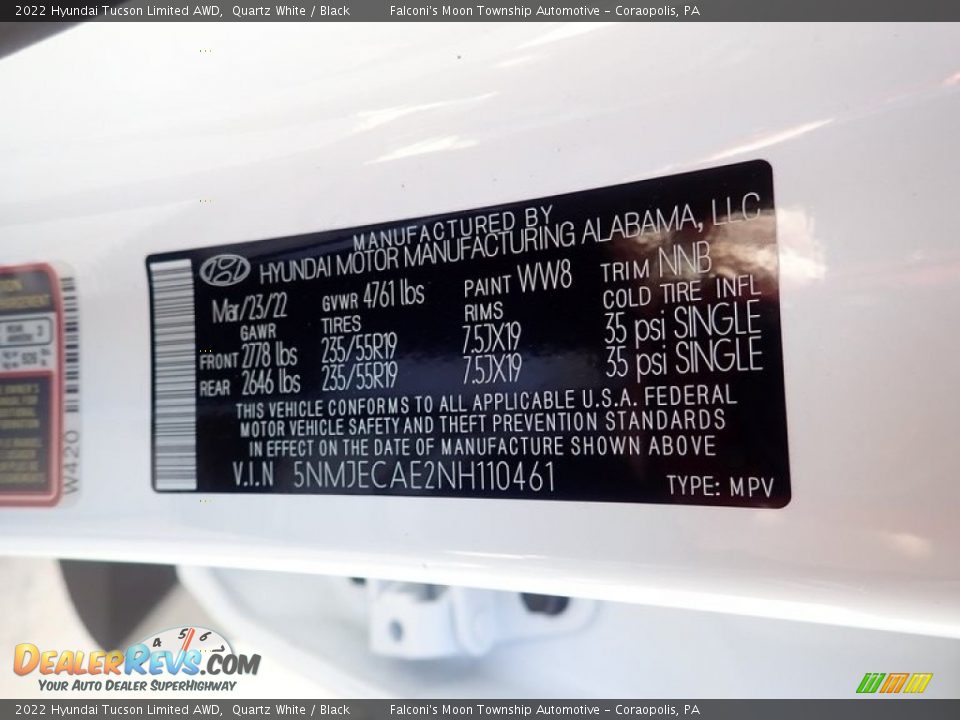 2022 Hyundai Tucson Limited AWD, Quartz White / Black Falconi's Moon Township Automotive - Coraopolis, PA
MANUFACTURED BY
HYUNDAI MOTOR MANUFACTURING ALABAMA, LLC
Mar/23/22 GVWR 4761 lbs PAINT WW8 TRIM NNB
GAWR TIRES RIMS COLD TIRE INFL
FRONT 2778 lbs 235/55R19 7.5JX19 35 psi SINGLE
REAR 2646 lbs 235/55R19 7.5JX19 35 psi SINGLE
THIS VEHICLE CONFORMS TO ALL APPLICABLE U.S.A. FEDERAL
MOTOR VEHICLE SAFETY AND THEFT PREVENTION STANDARDS
IN EFFECT ON THE DATE OF MANUFACTURE SHOWN ABOVE
V.I.N 5NMJECAE2NH110461
TYPE: MPV
W420
4 5 6
DEALERREVS.COM
YOUR AUTO DEALER SUPERHIGHWAY
2022 Hyundai Tucson Limited AWD, Quartz White / Black Falconi's Moon Township Automotive - Coraopolis, PA